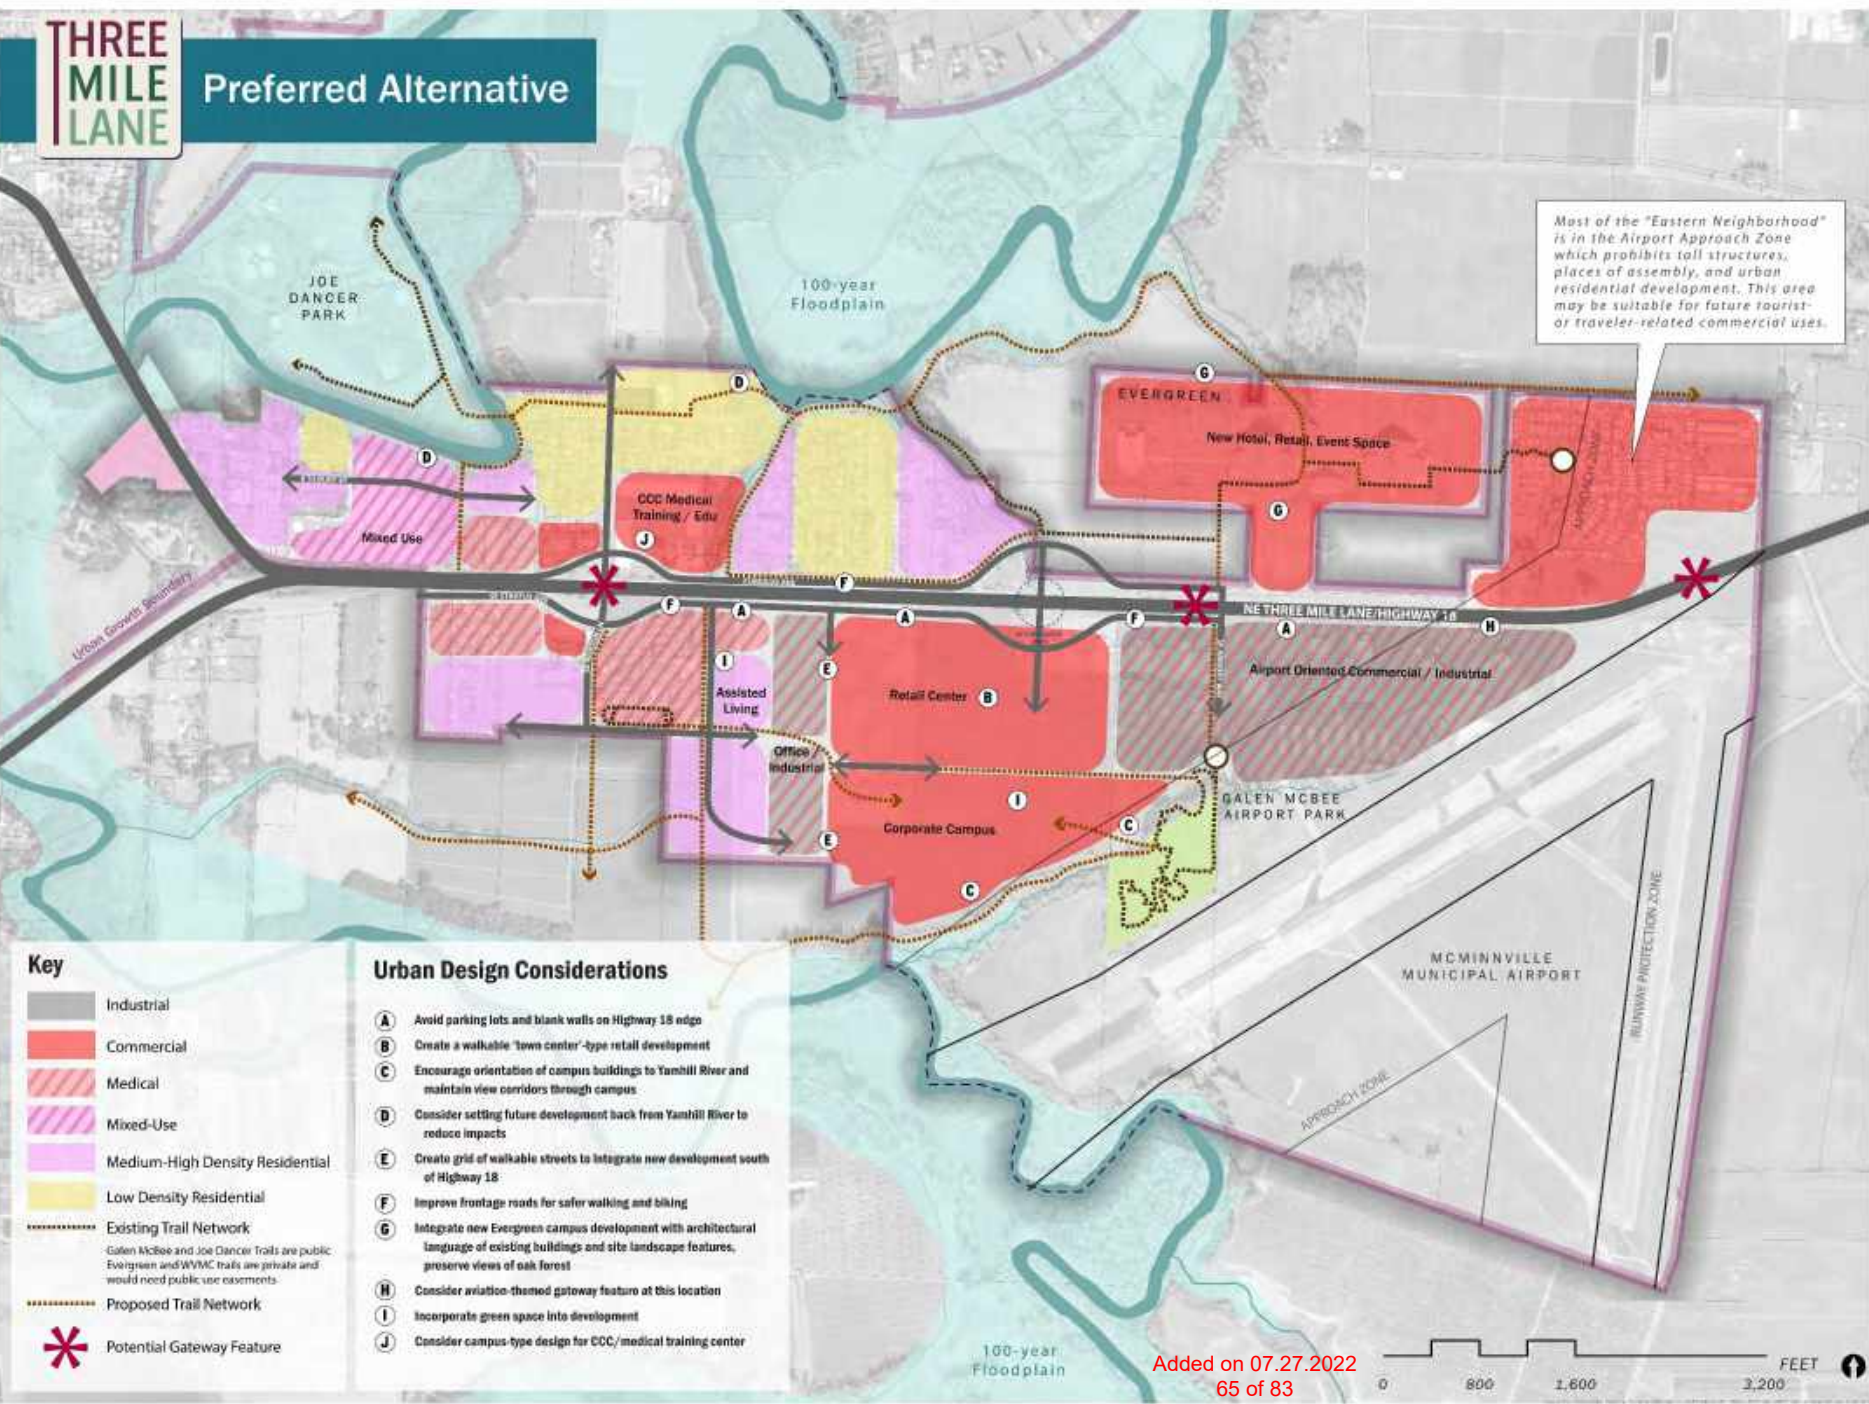 THREE
MILE
LANE
Preferred Alternative
Most of the "Eastern Neighborhood"
is in the Airport Approach Zone
which prohibits tall structures,
places of assembly, and urban
residential development. This area
may be suitable for future tourist-
or traveler-related commercial uses.
JOE
DANCER
PARK
100-year
Floodplain
D
D
G
EVERGREEN
New Hotel, Retail, Event Space
APPROACH ZONE
G
CCC Medical
Training / Edu
J
Mixed Use
Urban Growth Boundary
F
F
A
A
F
NE THREE MILE LANE/HIGHWAY 18
A
H
I
E
Assisted
Living
Retail Center
B
Airport Oriented Commercial / Industrial
Office /
Industrial
I
GALEN MCBEE
AIRPORT PARK
C
Corporate Campus
E
C
MCMINNVILLE
MUNICIPAL AIRPORT
RUNWAY PROTECTION ZONE
APPROACH ZONE
Key
Industrial
Commercial
Medical
Mixed-Use
Medium-High Density Residential
Low Density Residential
Existing Trail Network
Galen McBee and Joe Dancer Trails are public
Evergreen and WVMC trails are private and
would need public use easements
Proposed Trail Network
Potential Gateway Feature
Urban Design Considerations
A Avoid parking lots and blank walls on Highway 18 edge
B Create a walkable 'town center'-type retail development
C Encourage orientation of campus buildings to Yamhill River and
maintain view corridors through campus
D Consider setting future development back from Yamhill River to
reduce impacts
E Create grid of walkable streets to integrate new development south
of Highway 18
F Improve frontage roads for safer walking and biking
G Integrate new Evergreen campus development with architectural
language of existing buildings and site landscape features,
preserve views of oak forest
H Consider aviation-themed gateway feature at this location
I Incorporate green space into development
J Consider campus-type design for CCC/medical training center
100-year
Floodplain
Added on 07.27.2022
65 of 83
FEET
0 800 1,600 3,200